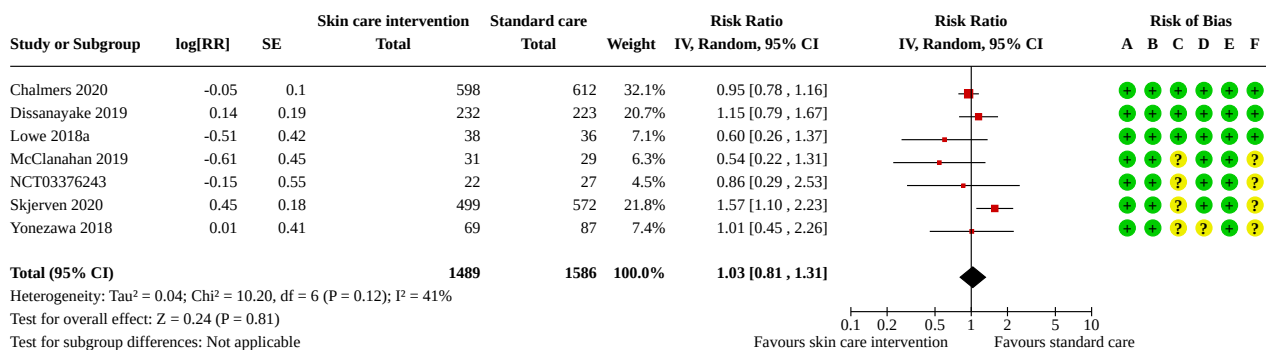 Skin care intervention Standard care Risk Ratio Risk Ratio Risk of Bias
Study or Subgroup log[RR] SE Total Total Weight IV, Random, 95% CI IV, Random, 95% CI A B C D E F
Chalmers 2020 -0.05 0.1 598 612 32.1% 0.95 [0.78 , 1.16] + + + + + +
Dissanayake 2019 0.14 0.19 232 223 20.7% 1.15 [0.79 , 1.67] + + + + + +
Lowe 2018a -0.51 0.42 38 36 7.1% 0.60 [0.26 , 1.37] + + + + + +
McClanahan 2019 -0.61 0.45 31 29 6.3% 0.54 [0.22 , 1.31] + + ? + + ?
NCT03376243 -0.15 0.55 22 27 4.5% 0.86 [0.29 , 2.53] + + ? + + ?
Skjerven 2020 0.45 0.18 499 572 21.8% 1.57 [1.10 , 2.23] + + ? + + ?
Yonezawa 2018 0.01 0.41 69 87 7.4% 1.01 [0.45 , 2.26] + + ? ? + ?
Total (95% CI) 1489 1586 100.0% 1.03 [0.81 , 1.31]
Heterogeneity: Tau² = 0.04; Chi² = 10.20, df = 6 (P = 0.12); I² = 41%
Test for overall effect: Z = 0.24 (P = 0.81) 0.1 0.2 0.5 1 2 5 10
Test for subgroup differences: Not applicable Favours skin care intervention Favours standard care